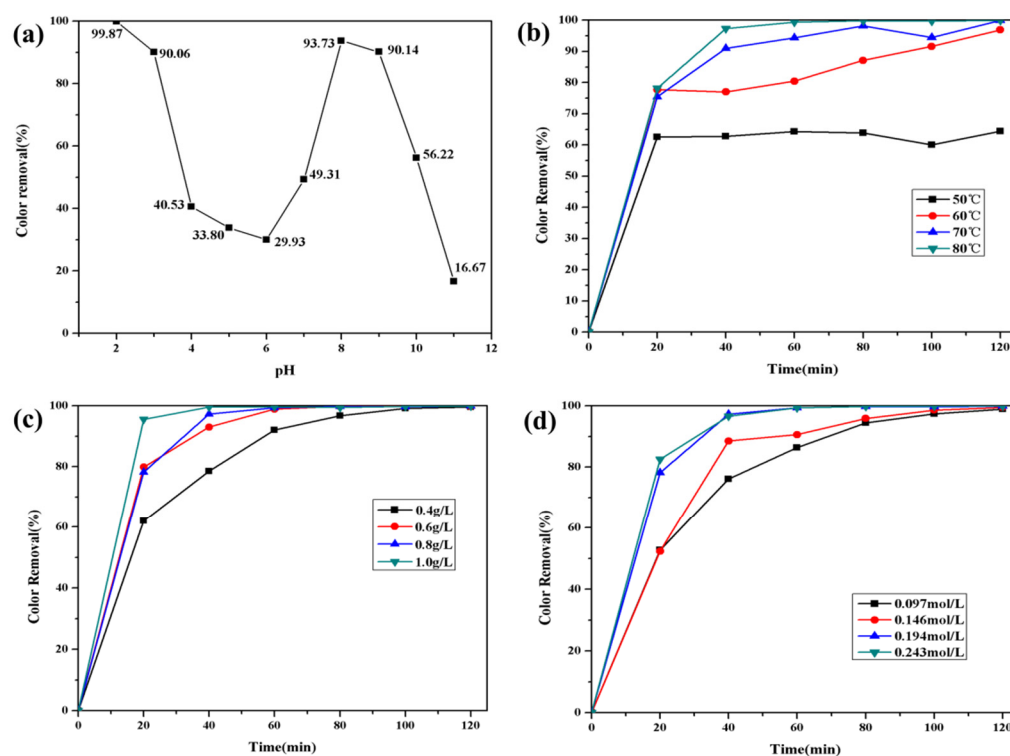 (a)
100
80
60
40
20
0
Color removal(%)
99.87
90.06
40.53
33.80
29.93
49.31
93.73
90.14
56.22
16.67
2 4 6 8 10 12
pH
(b)
100
90
80
70
60
50
40
30
20
10
0
Color Removal(%)
50℃
60℃
70℃
80℃
0 20 40 60 80 100 120
Time(min)
(c)
100
80
60
40
20
0
Color Removal(%)
0.4g/L
0.6g/L
0.8g/L
1.0g/L
0 20 40 60 80 100 120
Time(min)
(d)
100
80
60
40
20
0
Color Removal(%)
0.097mol/L
0.146mol/L
0.194mol/L
0.243mol/L
0 20 40 60 80 100 120
Time(min)